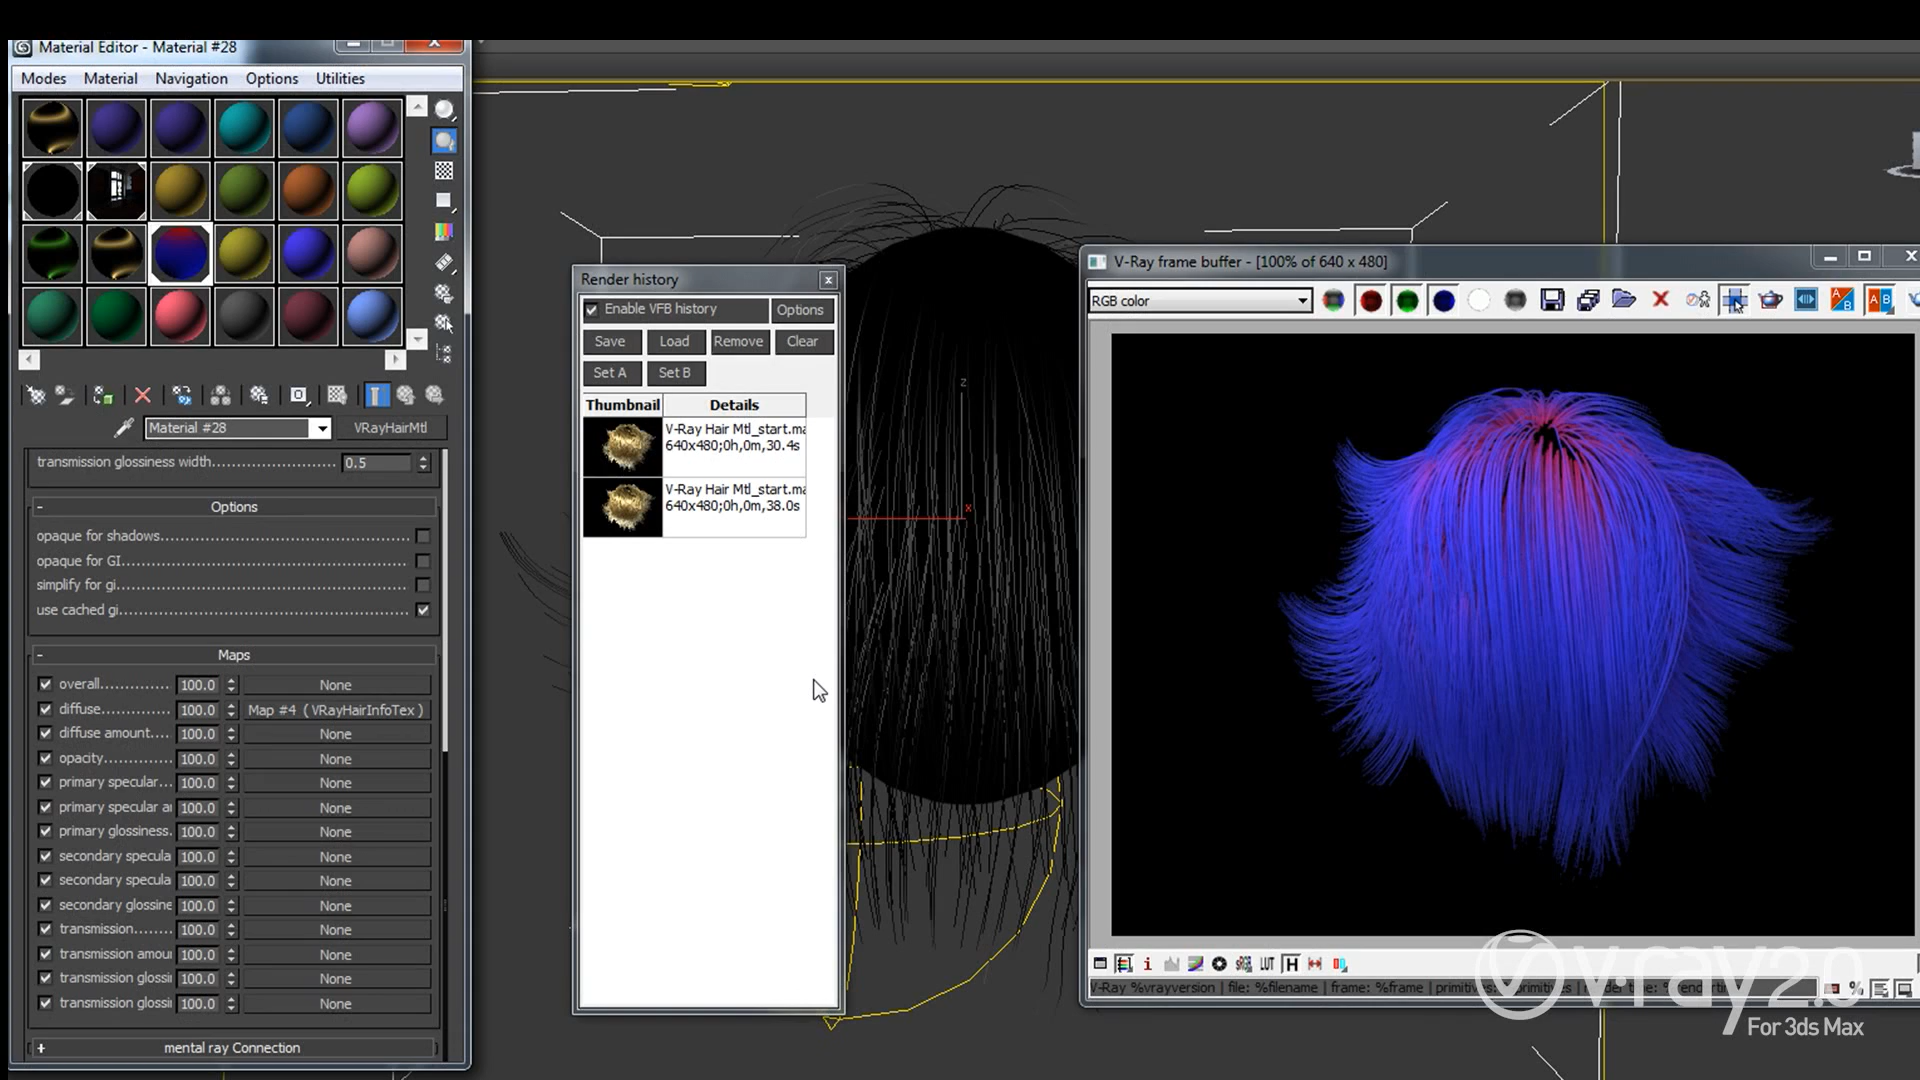 Material Editor - Material #28
Modes Material Navigation Options Utilities
Material #28 VRayHairMtl
transmission glossiness width 0.5
- Options
opaque for shadows
opaque for GI
simplify for gi
use cached gi
- Maps
overall 100.0 None
diffuse 100.0 Map #4 ( VRayHairInfoTex )
diffuse amount 100.0 None
opacity 100.0 None
primary specular 100.0 None
primary specular a 100.0 None
primary glossiness 100.0 None
secondary specula 100.0 None
secondary specula 100.0 None
secondary glossine 100.0 None
transmission 100.0 None
transmission amou 100.0 None
transmission glossi 100.0 None
transmission glossi 100.0 None
+ mental ray Connection
Render history
Enable VFB history Options
Save Load Remove Clear
Set A Set B
Thumbnail Details
V-Ray Hair Mtl_start.ma
640x480;0h,0m,30.4s
V-Ray Hair Mtl_start.ma
640x480;0h,0m,38.0s
z
x
V-Ray frame buffer - [100% of 640 x 480]
RGB color
LUT H
V-Ray %vrayversion | file: %filename | frame: %frame | primitives:
v·ray2.0
For 3ds Max